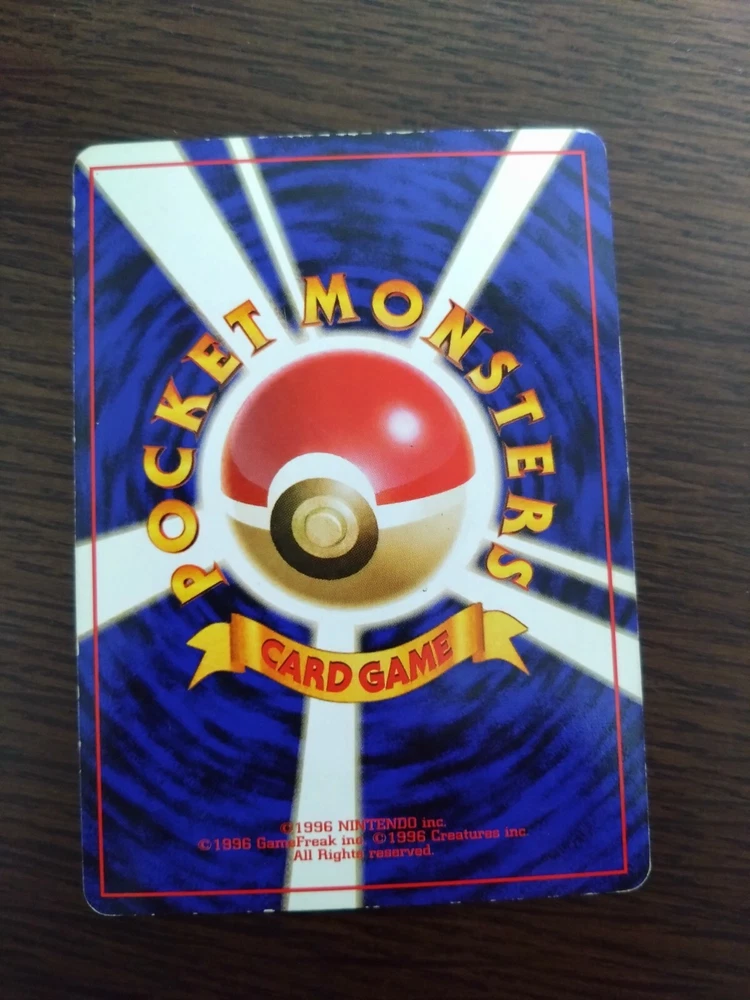 POCKET MONSTERS
CARD GAME
©1996 NINTENDO inc.
©1996 GameFreak inc. ©1996 Creatures inc.
All Rights reserved.